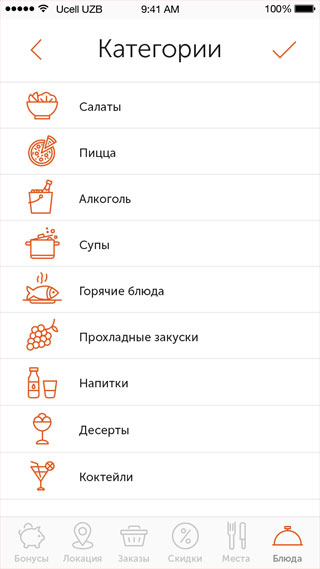 Ucell UZB 9:41 AM 100%
Категории
Салаты
Пицца
Алкоголь
Супы
Горячие блюда
Прохладные закуски
Напитки
Десерты
Коктейли
Бонусы Локация Заказы Скидки Места Блюда